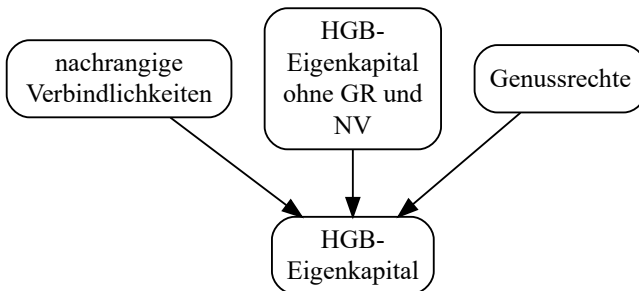 nachrangige
Verbindlichkeiten
HGB-
Eigenkapital
ohne GR und
NV
Genussrechte
HGB-
Eigenkapital